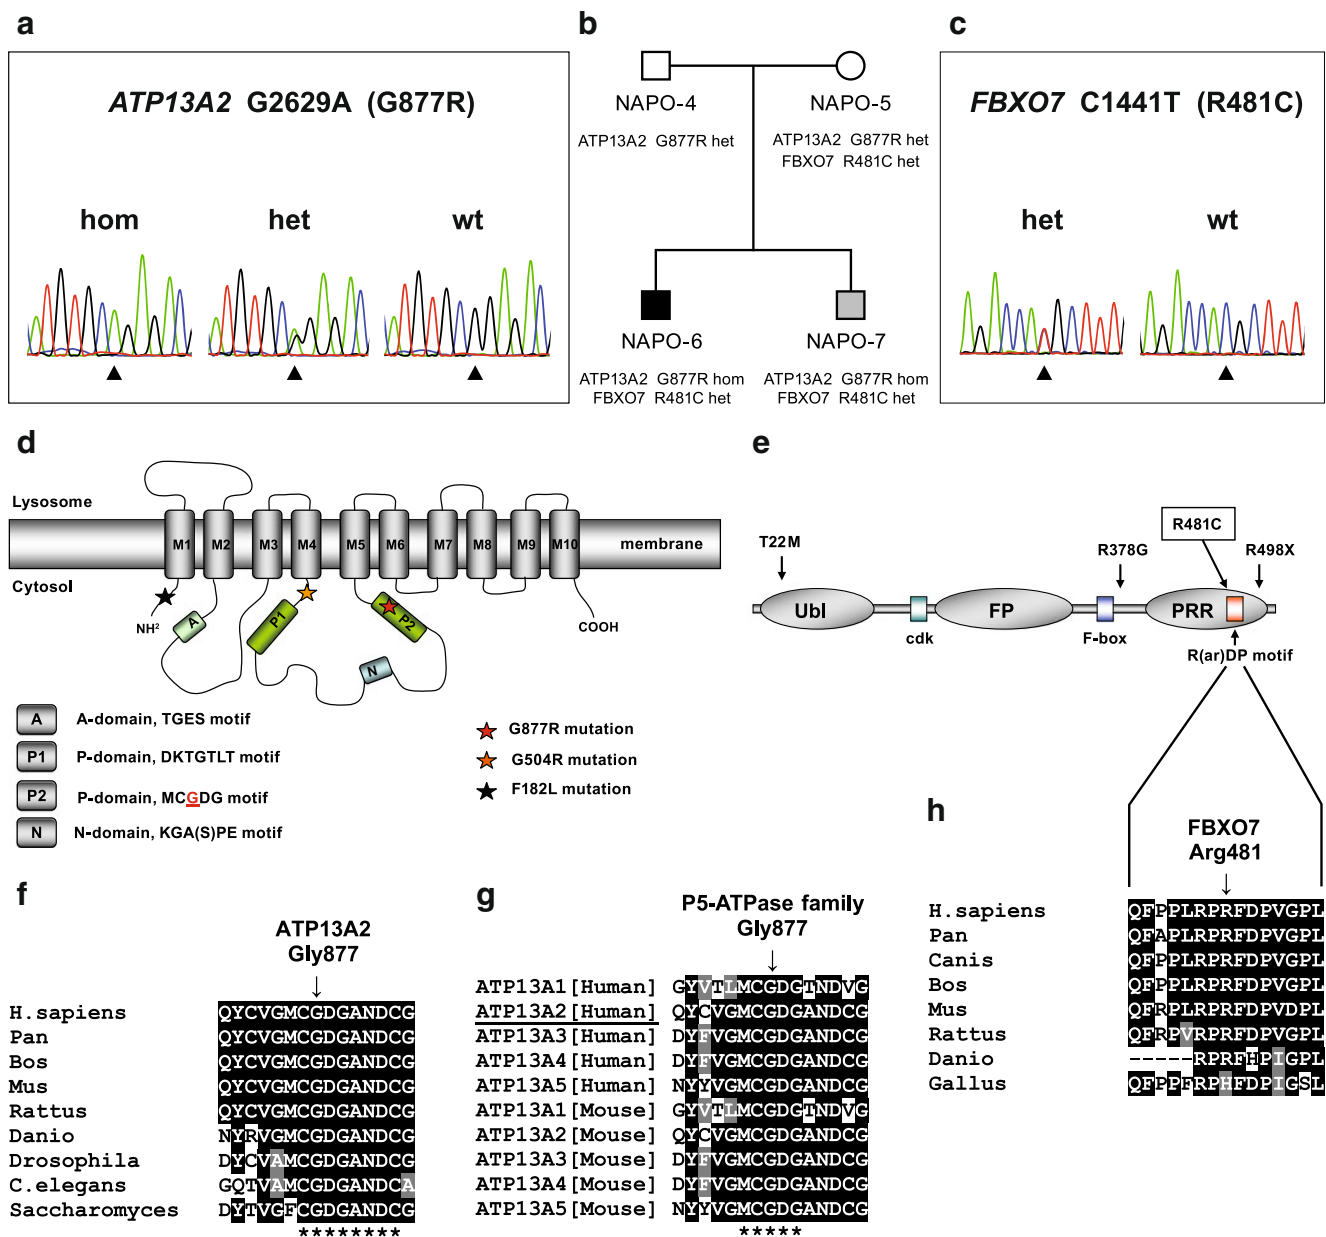 a
ATP13A2 G2629A (G877R)
hom
het
wt
b
NAPO-4
ATP13A2 G877R het
NAPO-5
ATP13A2 G877R het
FBXO7 R481C het
NAPO-6
ATP13A2 G877R hom
FBXO7 R481C het
NAPO-7
ATP13A2 G877R hom
FBXO7 R481C het
c
FBXO7 C1441T (R481C)
het
wt
d
Lysosome
M1 M2 M3 M4 M5 M6 M7 M8 M9 M10 membrane
Cytosol
NH²
A
P1
P2
N
COOH
A A-domain, TGES motif
P1 P-domain, DKTGTLT motif
P2 P-domain, MCGDG motif
N N-domain, KGA(S)PE motif
G877R mutation
G504R mutation
F182L mutation
e
R481C
T22M
R378G
R498X
Ubl
FP
PRR
cdk
F-box
R(ar)DP motif
f
ATP13A2
Gly877
↓
H.sapiens QYCVGMCGDGANDCG
Pan QYCVGMCGDGANDCG
Bos QYCVGMCGDGANDCG
Mus QYCVGMCGDGANDCG
Rattus QYCVGMCGDGANDCG
Danio NYRVGMCGDGANDCG
Drosophila DYCVAMCGDGANDCG
C.elegans GQTVAMCGDGANDCA
Saccharomyces DYTVGFCGDGANDCG
********
g
P5-ATPase family
Gly877
↓
ATP13A1[Human] GYVTLMCGDGTNDVG
ATP13A2[Human] QYCVGMCGDGANDCG
ATP13A3[Human] DYFVGMCGDGANDCG
ATP13A4[Human] DYFVGMCGDGANDCG
ATP13A5[Human] NYYVGMCGDGANDCG
ATP13A1[Mouse] GYVTLMCGDGTNDVG
ATP13A2[Mouse] QYCVGMCGDGANDCG
ATP13A3[Mouse] DYFVGMCGDGANDCG
ATP13A4[Mouse] DYFVGMCGDGANDCG
ATP13A5[Mouse] NYYVGMCGDGANDCG
*****
h
FBXO7
Arg481
↓
H.sapiens QFPPLRPRFDPVGPL
Pan QFAPLRPRFDPVGPL
Canis QFPPLRPRFDPVGPL
Bos QFPPLRPRFDPVGPL
Mus QFRPLRPRFDPVDPL
Rattus QFRPVRPRFDPVGPL
Danio -----RPRFHPIGPL
Gallus QFPPFRPHFDPIGSL